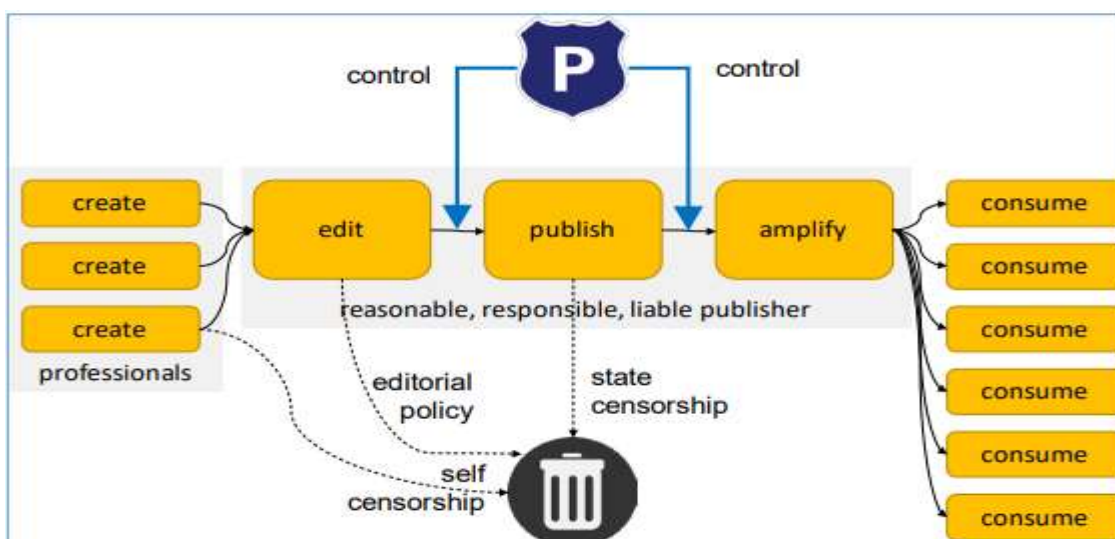 P
control
control
create
create
create
professionals
edit
publish
amplify
reasonable, responsible, liable publisher
editorial
policy
state
censorship
self
censorship
consume
consume
consume
consume
consume
consume